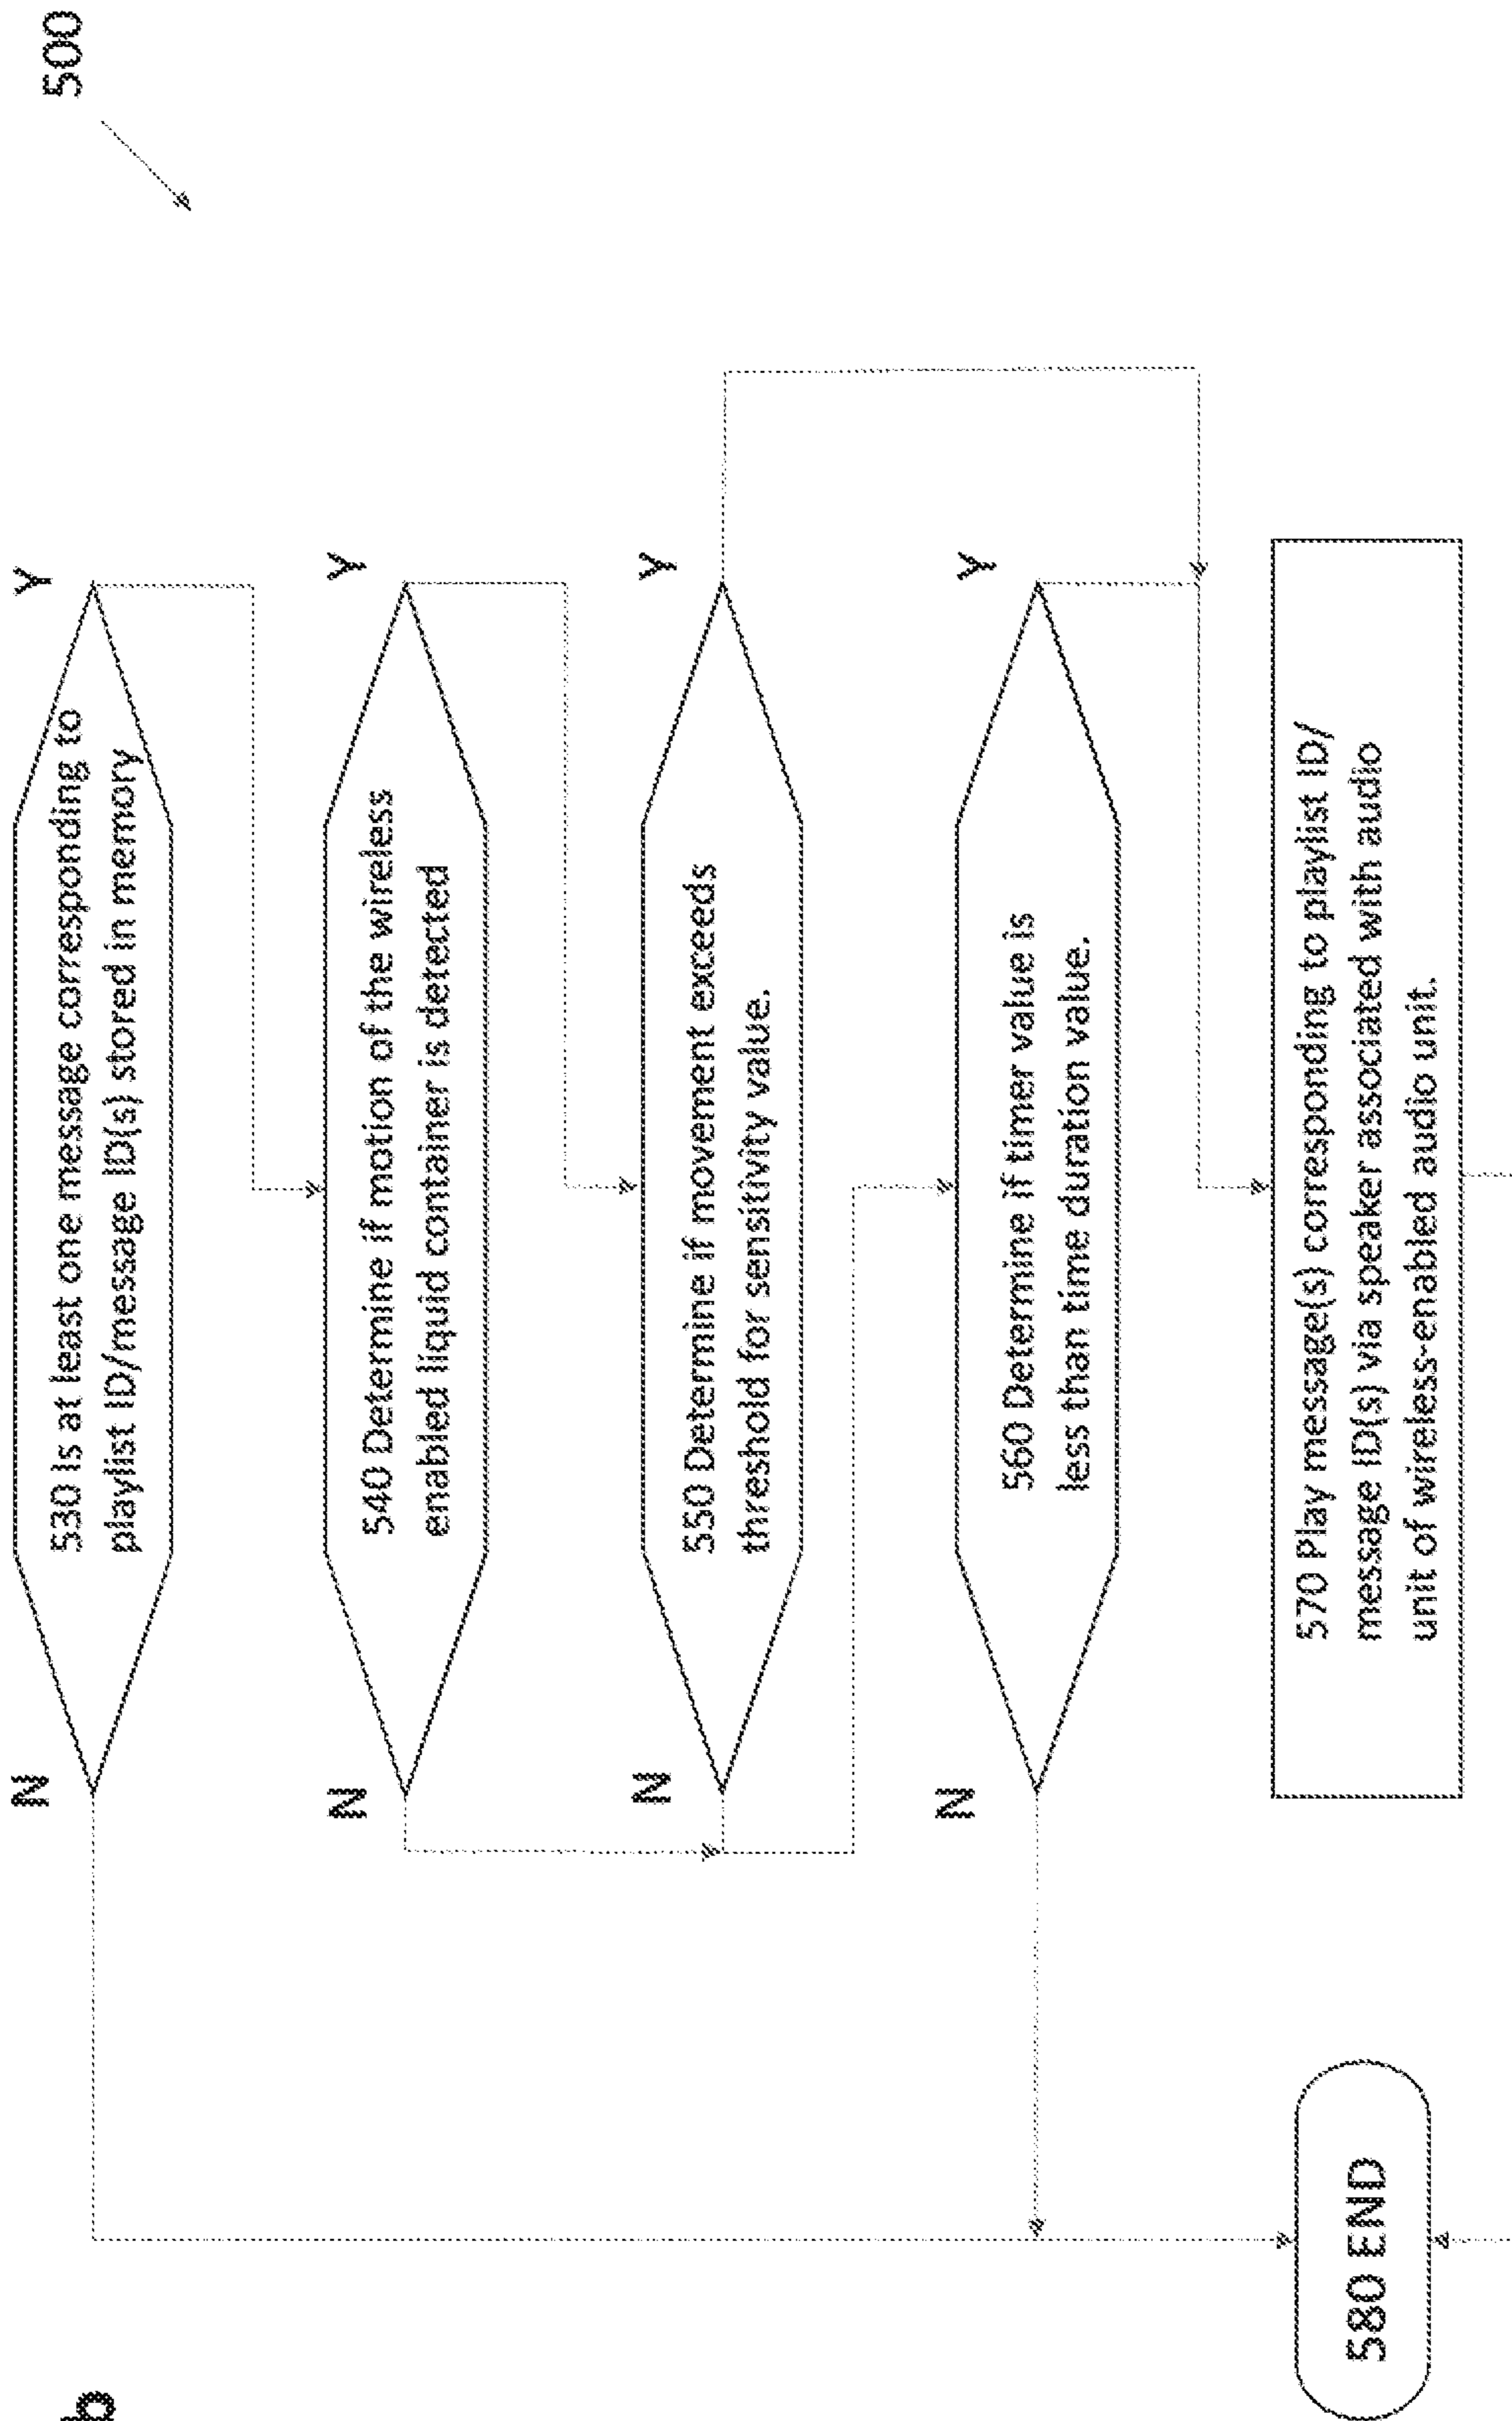 500
Y
N
530 Is at least one message corresponding to
playlist ID/message ID(s) stored in memory
Y
N
540 Determine if motion of the wireless
enabled liquid container is detected
Y
N
550 Determine if movement exceeds
threshold for sensitivity value.
Y
N
560 Determine if timer value is
less than time duration value.
570 Play message(s) corresponding to playlist ID/
message ID(s) via speaker associated with audio
unit of wireless-enabled audio unit.
580 END
b